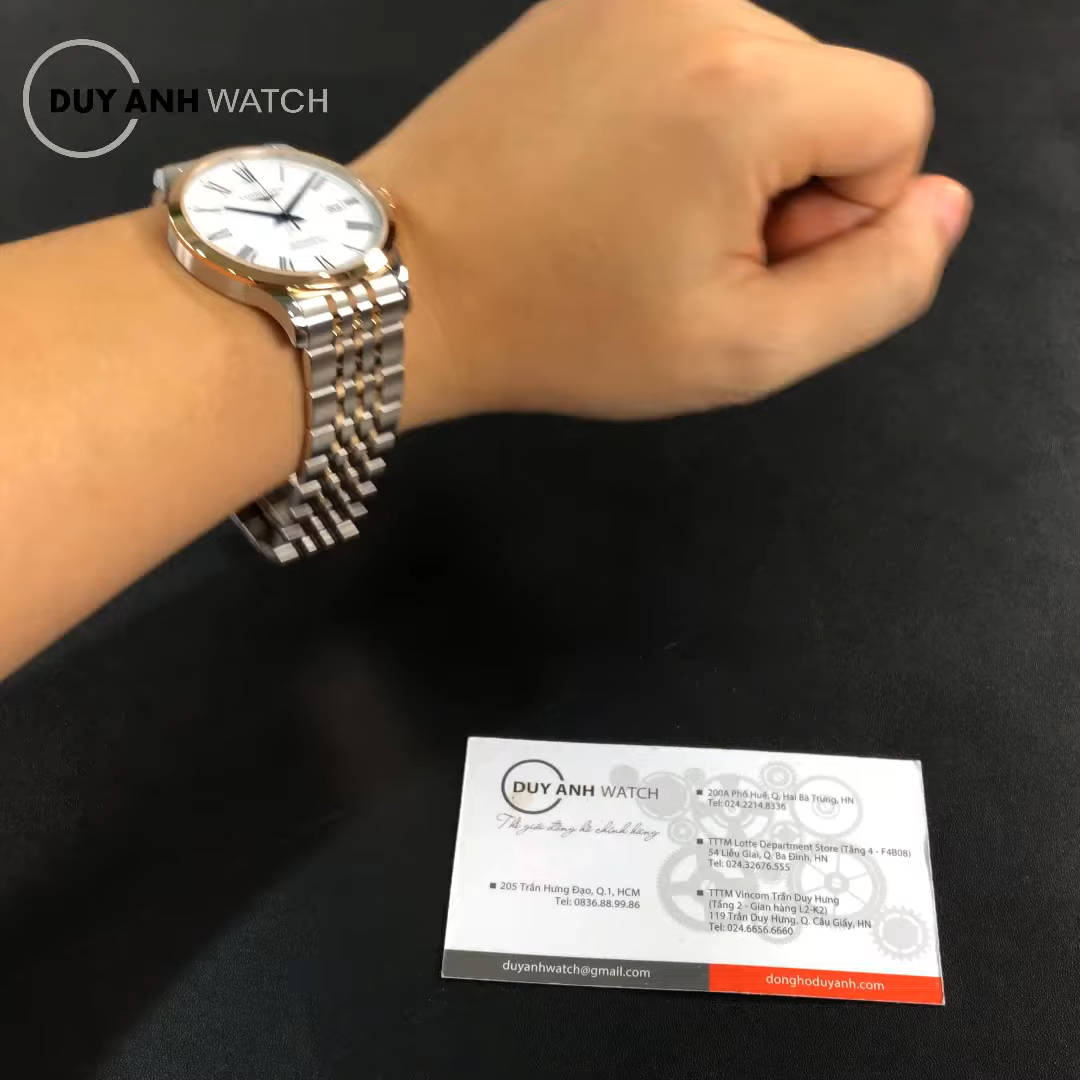 DUY ANH WATCH
DUY ANH WATCH
Thế giới đồng hồ chính hãng
205 Trần Hưng Đạo, Q.1, HCM
Tel: 0836.88.99.86
200A Phố Huế, Q. Hai Bà Trưng, HN
Tel: 024.2214.8336
TTTM Lotte Department Store (Tầng 4 - F4B08)
54 Liễu Giai, Q. Ba Đình, HN
Tel: 024.32676.555
TTTM Vincom Trần Duy Hưng
(Tầng 2 - Gian hàng L2-K2)
119 Trần Duy Hưng, Q. Cầu Giấy, HN
Tel: 024.6656.6660
duyanhwatch@gmail.com
donghoduyanh.com